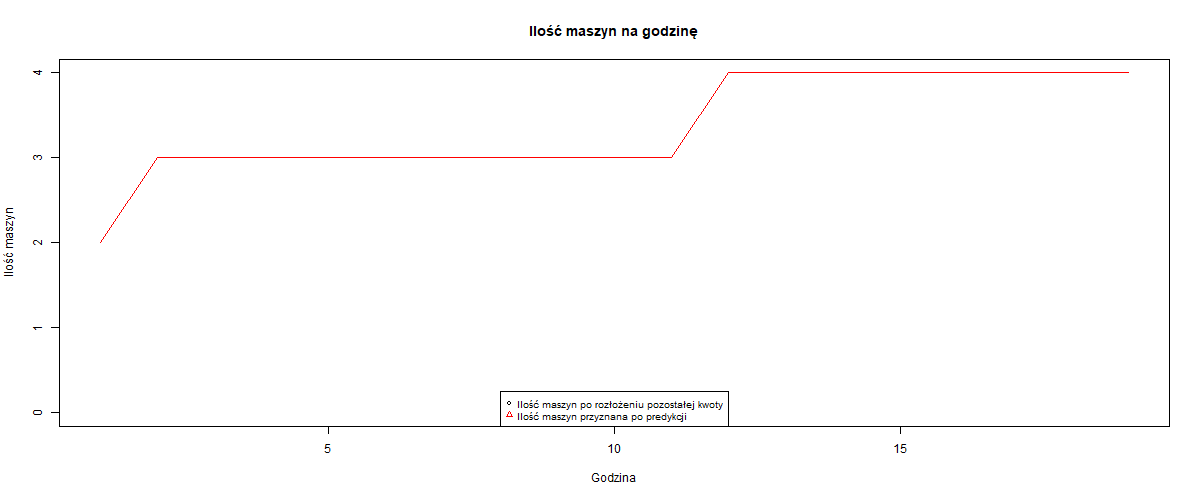 Ilość maszyn na godzinę
Ilość maszyn
4
3
2
1
0
Ilość maszyn po rozłożeniu pozostałej kwoty
Ilość maszyn przyznana po predykcji
5 10 15
Godzina